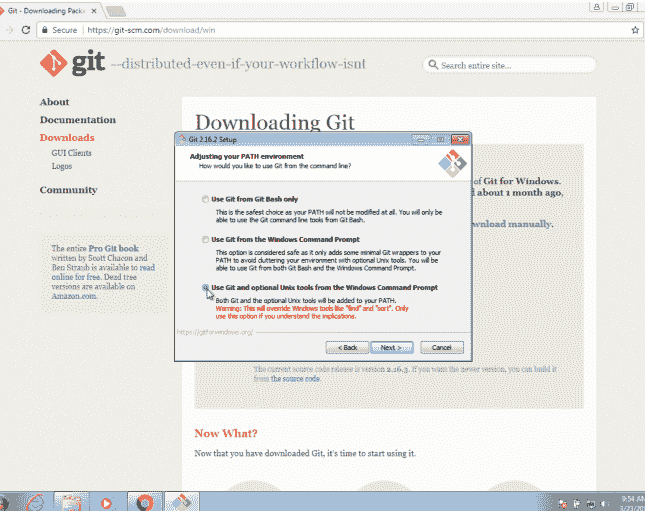 Git - Downloading Pack
Secure | https://git-scm.com/download/win
git --distributed-even-if-your-workflow-isnt
Search entire site...
About
Documentation
Downloads
GUI Clients
Logos
Community
The entire Pro Git book
written by Scott Chacon and
Ben Straub is available to read
online for free. Dead tree
versions are available on
Amazon.com.
Downloading Git
of Git for Windows.
d about 1 month ago,
wnload manually.
Git 2.16.2 Setup
Adjusting your PATH environment
How would you like to use Git from the command line?
Use Git from Git Bash only
This is the safest choice as your PATH will not be modified at all. You will only be
able to use the Git command line tools from Git Bash.
Use Git from the Windows Command Prompt
This option is considered safe as it only adds some minimal Git wrappers to your
PATH to avoid cluttering your environment with optional Unix tools. You will be
able to use Git from both Git Bash and the Windows Command Prompt.
Use Git and optional Unix tools from the Windows Command Prompt
Both Git and the optional Unix tools will be added to your PATH.
Warning: This will override Windows tools like "find" and "sort". Only
use this option if you understand the implications.
https://gitforwindows.org/
< Back
Next >
Cancel
The current source code release is version 2.16.3. If you want the newer version, you can build it
from the source code.
Now What?
Now that you have downloaded Git, it's time to start using it.
9:54 AM